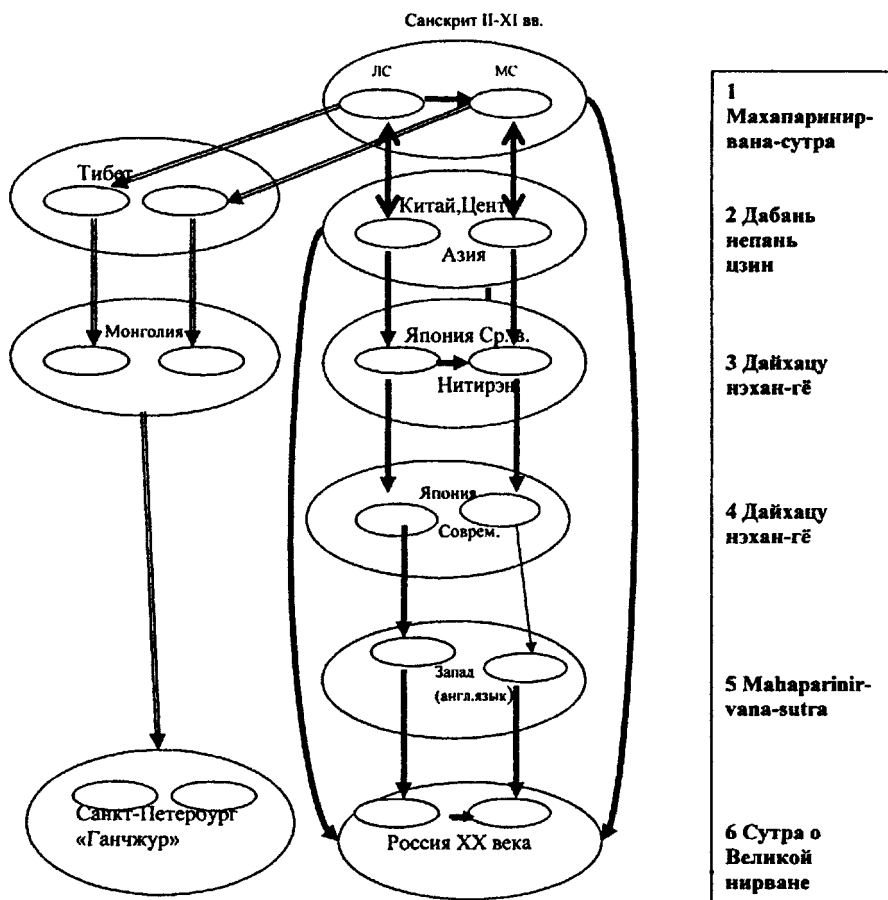 Санскрит II-XI вв.
ЛС
МС
Тибет
Китай,Цент
Азия
Монголия
Япония Ср. в.
Нитирэн
Япония
Соврем.
Запад
(англ.язык)
Санкт-Петербург
«Ганчжур»
Россия XX века
1
Махапаринир-
вана-сутра
2 Дабань
непань
цзин
3 Дайхацу
нэхан-гё
4 Дайхацу
нэхан-гё
5 Mahaparinir-
vana-sutra
6 Сутра о
Великой
нирване